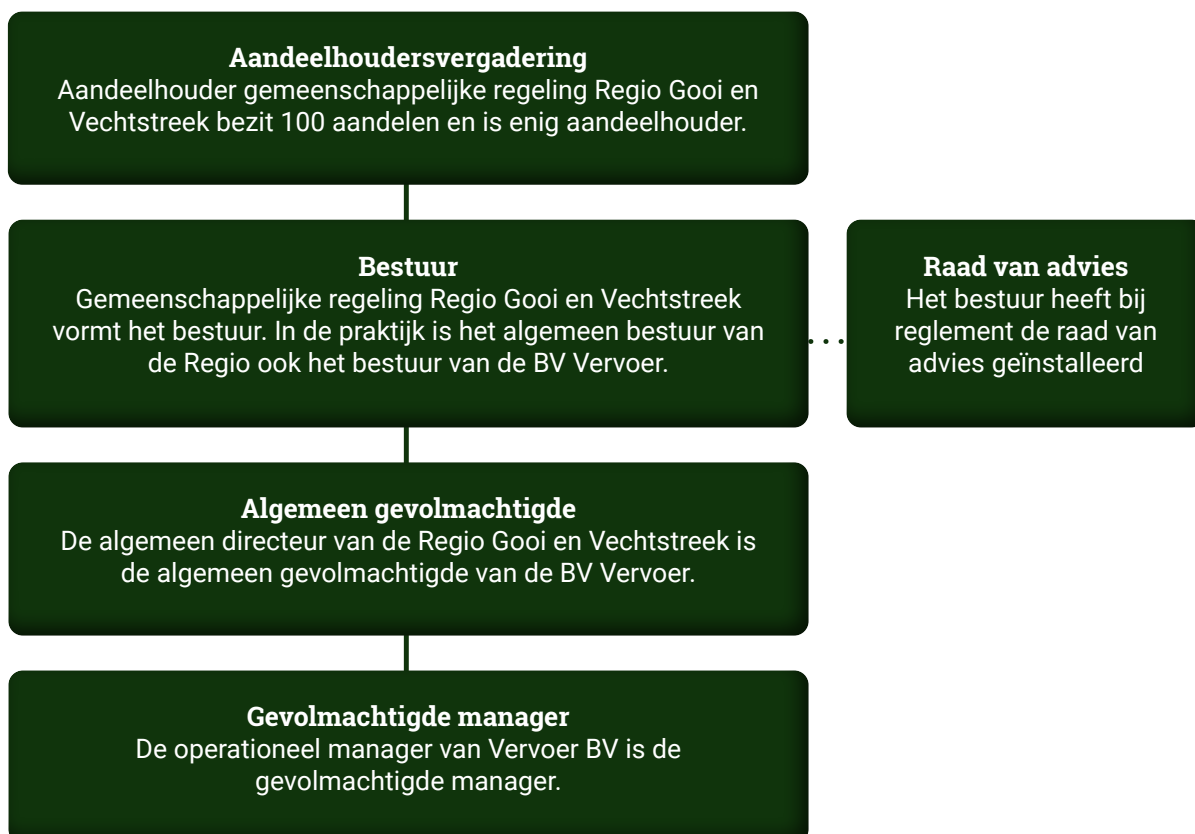 Aandeelhoudersvergadering
Aandeelhouder gemeenschappelijke regeling Regio Gooi en
Vechtstreek bezit 100 aandelen en is enig aandeelhouder.
Bestuur
Gemeenschappelijke regeling Regio Gooi en Vechtstreek
vormt het bestuur. In de praktijk is het algemeen bestuur van
de Regio ook het bestuur van de BV Vervoer.
Raad van advies
Het bestuur heeft bij
reglement de raad van
advies geïnstalleerd
Algemeen gevolmachtigde
De algemeen directeur van de Regio Gooi en Vechtstreek is
de algemeen gevolmachtigde van de BV Vervoer.
Gevolmachtigde manager
De operationeel manager van Vervoer BV is de
gevolmachtigde manager.